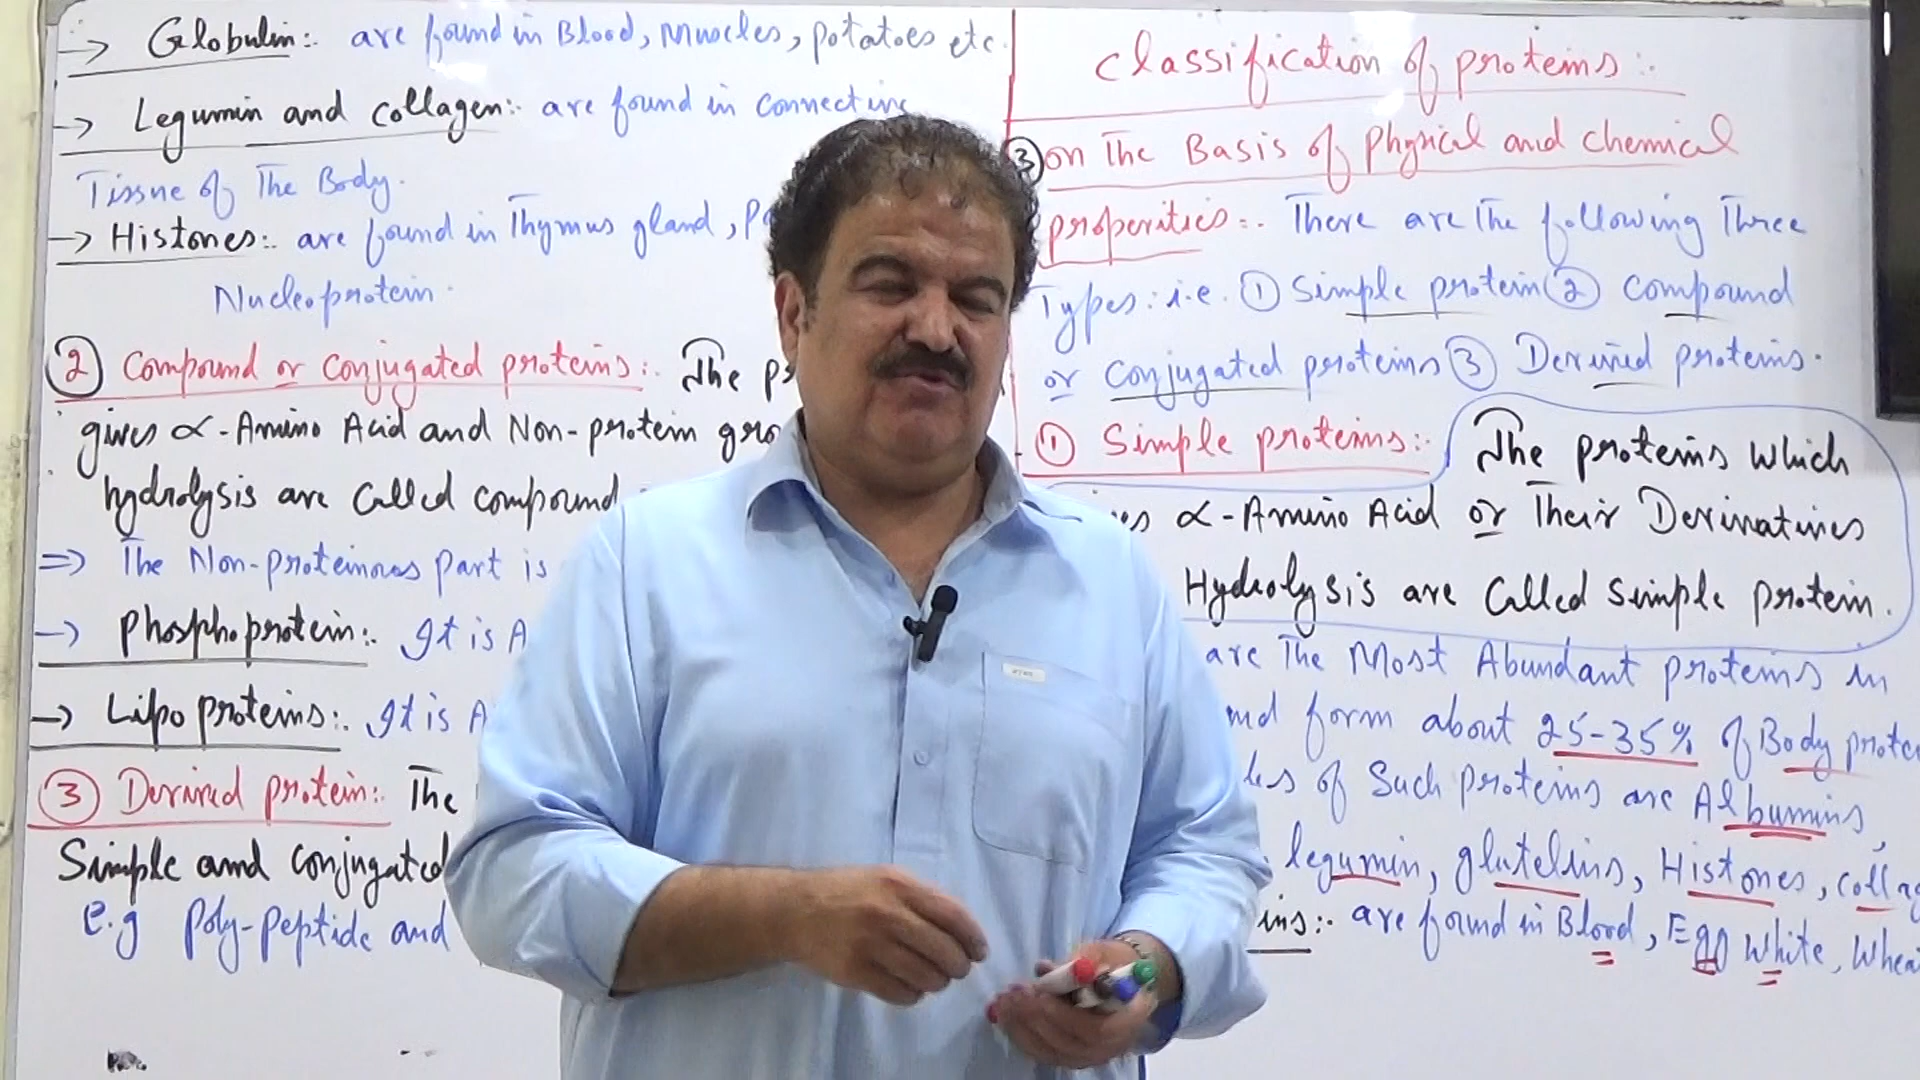 Classification of proteins:-
③ on The Basis of physical and chemical
properities:-. There are the following Three
Types: i.e. ① Simple protein ② Compound
or conjugated proteins ③ Derived proteins.
① Simple proteins:- The proteins which
α-Amino Acid or Their Derivatives
Hydrolysis are called simple protein.
are The Most Abundant proteins in
form about 25-35% of Body
of Such proteins are Albumins,
legumin, glutelins, Histones,
are found in Blood, Egg white,
→ Globulin:. are found in Blood, Muscles, potatoes etc.
→ Legumin and collagen:. are found in connective
Tissue of The Body.
→ Histones:. are found in Thymus gland,
Nucleoprotein.
② Compound or conjugated proteins:. The
gives α-Amino Acid and Non-protein
hydrolysis are called compound
⇒ The Non-proteinous part is
→ phosphoprotein:. It is A
→ Lipoproteins:. It is A
③ Derived protein:. The
Simple and conjugated
e.g poly-peptide and